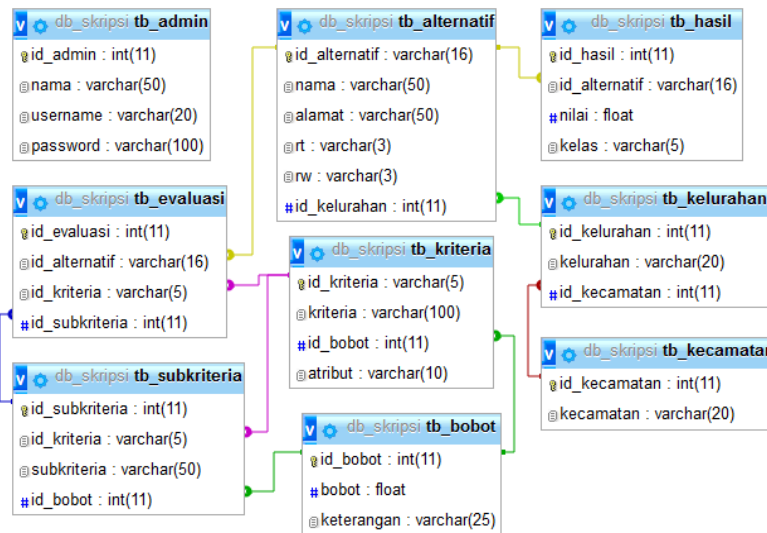 db_skripsi tb_admin
id_admin : int(11)
nama : varchar(50)
username : varchar(20)
password : varchar(100)
db_skripsi tb_alternatif
id_alternatif : varchar(16)
nama : varchar(50)
alamat : varchar(50)
rt : varchar(3)
rw : varchar(3)
#id_kelurahan : int(11)
db_skripsi tb_hasil
id_hasil : int(11)
id_alternatif : varchar(16)
#nilai : float
kelas : varchar(5)
db_skripsi tb_evaluasi
id_evaluasi : int(11)
id_alternatif : varchar(16)
id_kriteria : varchar(5)
#id_subkriteria : int(11)
db_skripsi tb_kriteria
id_kriteria : varchar(5)
kriteria : varchar(100)
#id_bobot : int(11)
atribut : varchar(10)
db_skripsi tb_kelurahan
id_kelurahan : int(11)
kelurahan : varchar(20)
#id_kecamatan : int(11)
db_skripsi tb_kecamatan
id_kecamatan : int(11)
kecamatan : varchar(20)
db_skripsi tb_subkriteria
id_subkriteria : int(11)
id_kriteria : varchar(5)
subkriteria : varchar(50)
#id_bobot : int(11)
db_skripsi tb_bobot
id_bobot : int(11)
#bobot : float
keterangan : varchar(25)